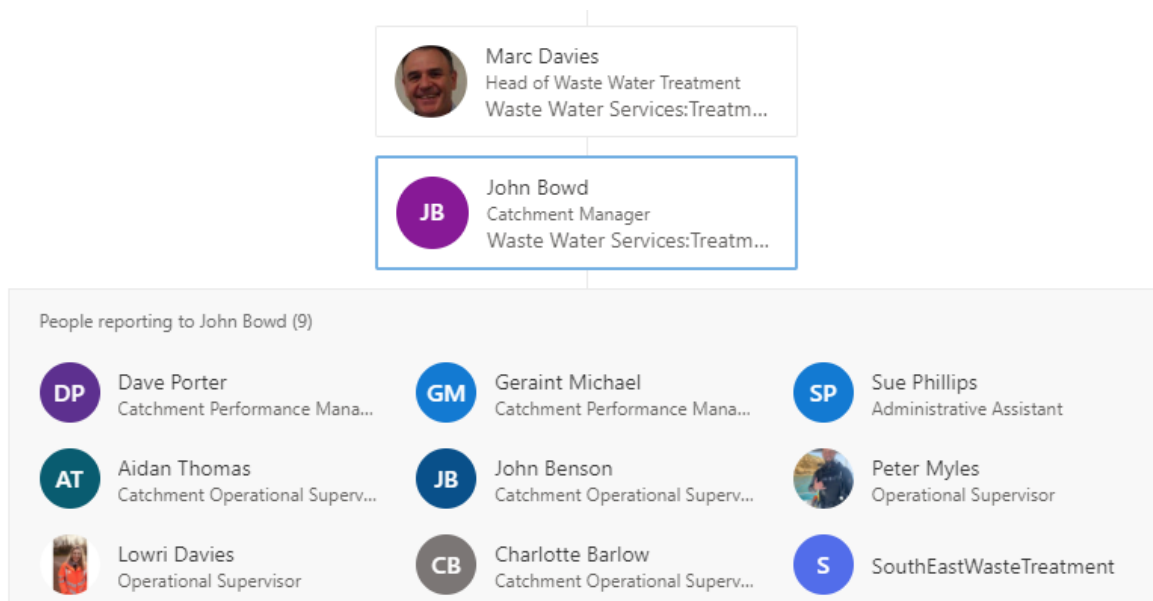 Marc Davies
Head of Waste Water Treatment
Waste Water Services:Treatm...
JB
John Bowd
Catchment Manager
Waste Water Services:Treatm...
People reporting to John Bowd (9)
DP
Dave Porter
Catchment Performance Mana...
GM
Geraint Michael
Catchment Performance Mana...
SP
Sue Phillips
Administrative Assistant
AT
Aidan Thomas
Catchment Operational Superv...
JB
John Benson
Catchment Operational Superv...
Peter Myles
Operational Supervisor
Lowri Davies
Operational Supervisor
CB
Charlotte Barlow
Catchment Operational Superv...
S
SouthEastWasteTreatment